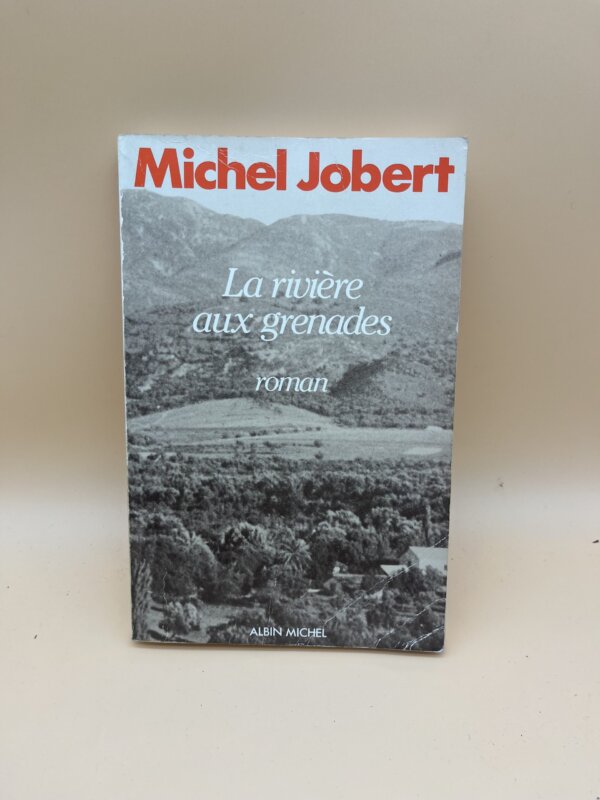 Michel Jobert
La rivière
aux grenades
roman
ALBIN MICHEL